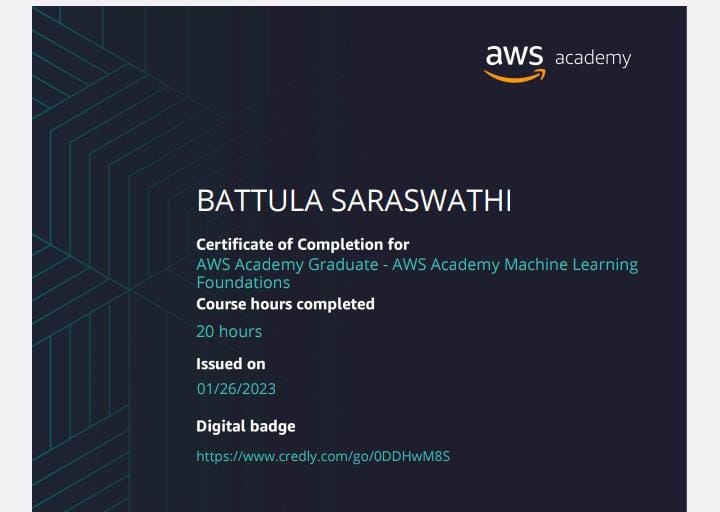 aws academy
BATTULA SARASWATHI
Certificate of Completion for
AWS Academy Graduate - AWS Academy Machine Learning
Foundations
Course hours completed
20 hours
Issued on
01/26/2023
Digital badge
https://www.credly.com/go/0DDHwM8S